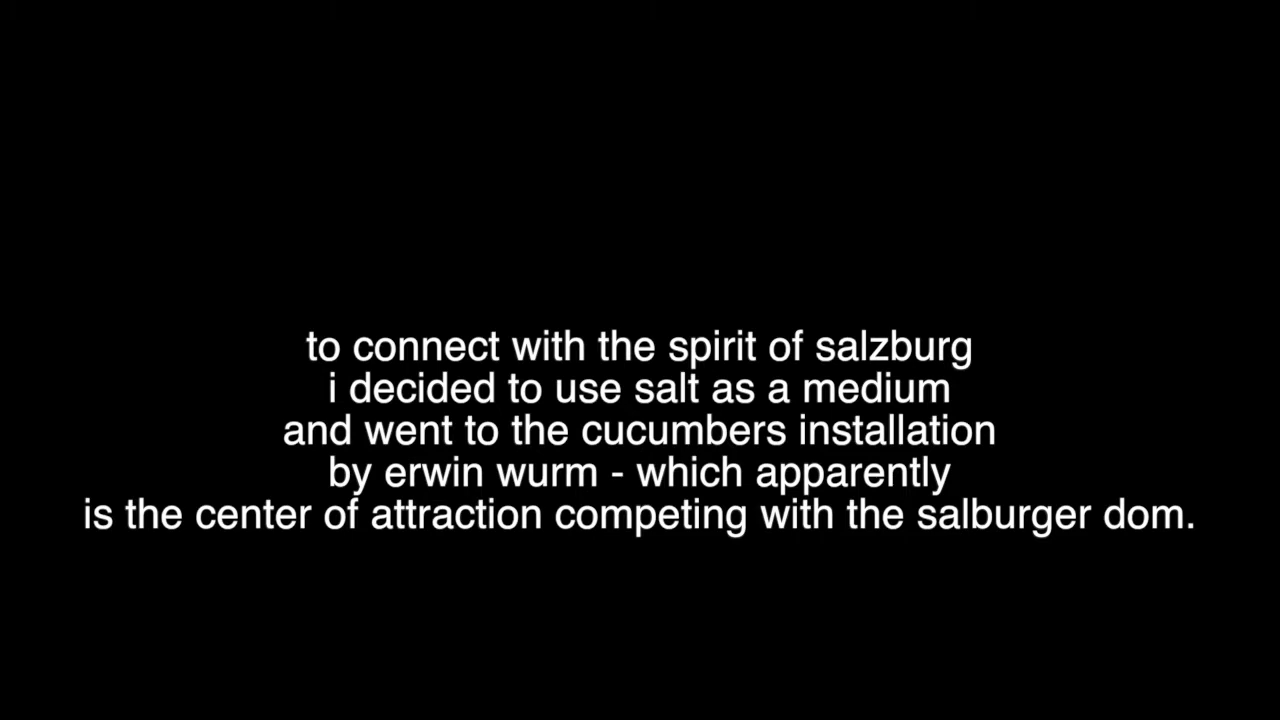 to connect with the spirit of salzburg
i decided to use salt as a medium
and went to the cucumbers installation
by erwin wurm - which apparently
is the center of attraction competing with the salburger dom.